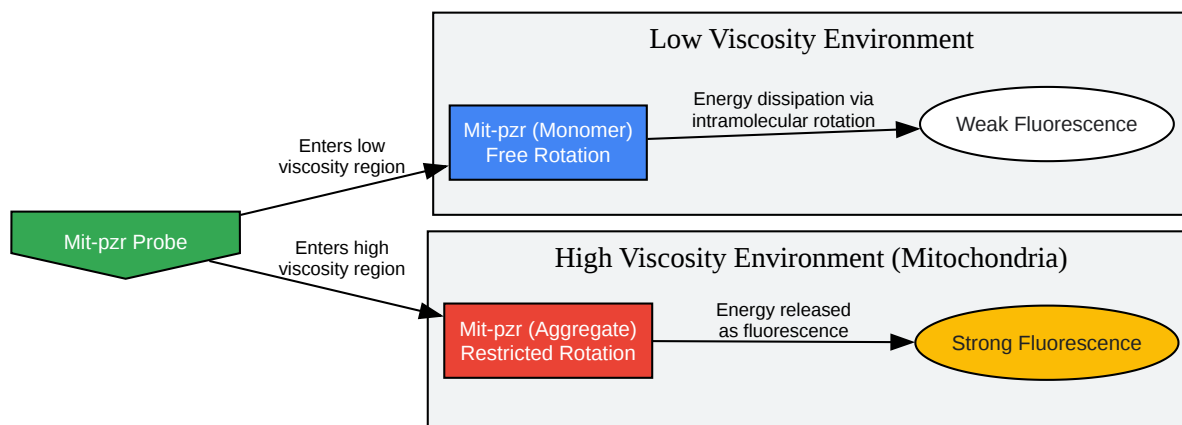 Low Viscosity Environment
Energy dissipation via
intramolecular rotation
Mit-pzr (Monomer)
Free Rotation
Weak Fluorescence
Enters low
viscosity region
Mit-pzr Probe
Enters high
viscosity region
High Viscosity Environment (Mitochondria)
Energy released
as fluorescence
Mit-pzr (Aggregate)
Restricted Rotation
Strong Fluorescence